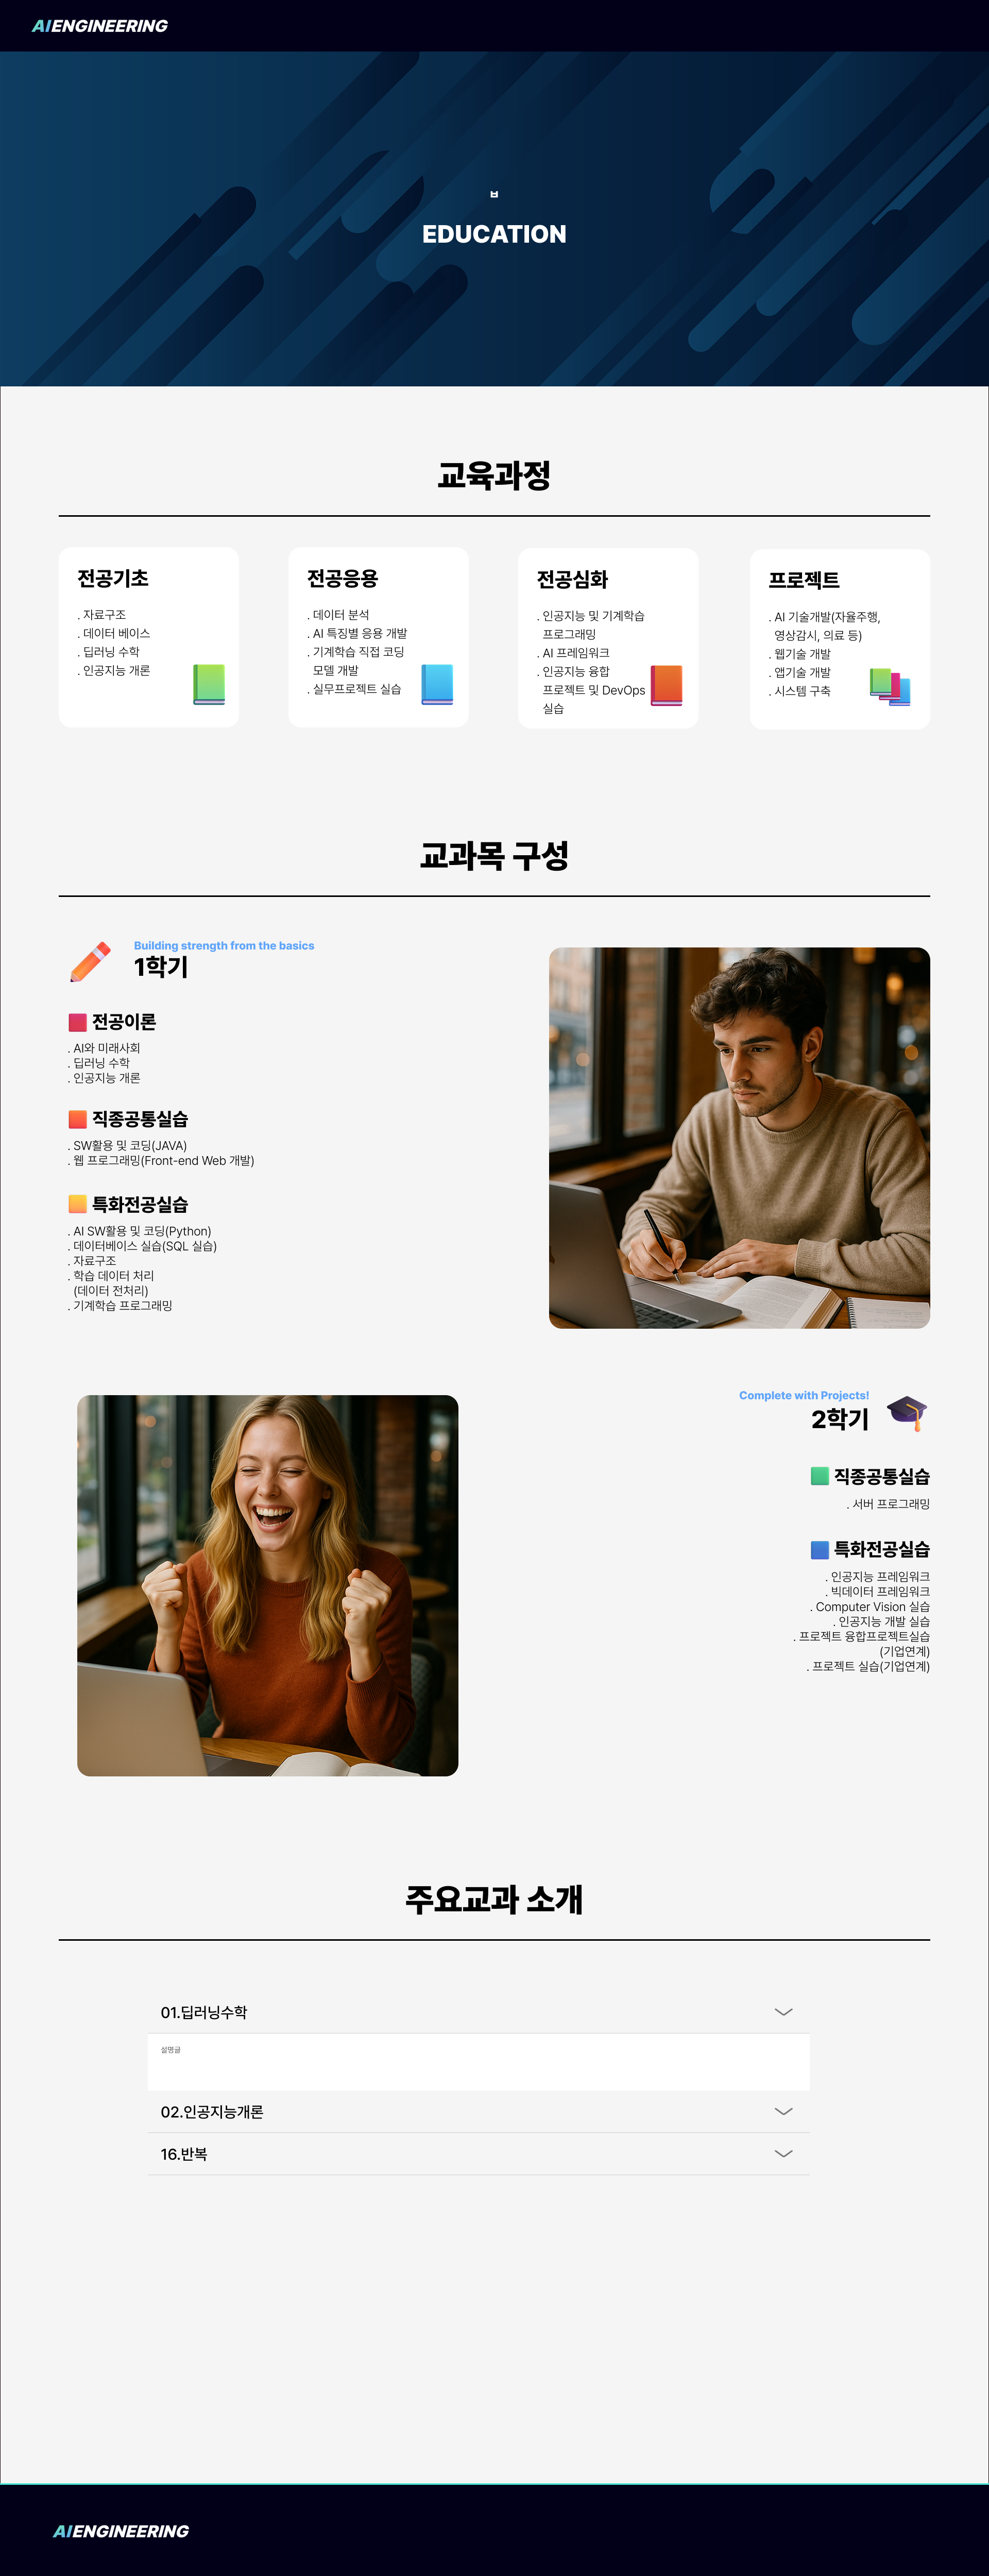 AIENGINEERING
EDUCATION
교육과정
전공기초
. 자료구조
. 데이터 베이스
. 딥러닝 수학
. 인공지능 개론
전공응용
. 데이터 분석
. AI 특징별 응용 개발
. 기계학습 직접 코딩
모델 개발
. 실무프로젝트 실습
전공심화
. 인공지능 및 기계학습
프로그래밍
. AI 프레임워크
. 인공지능 융합
프로젝트 및 DevOps
실습
프로젝트
. AI 기술개발(자율주행,
영상감시, 의료 등)
. 웹기술 개발
. 앱기술 개발
. 시스템 구축
교과목 구성
Building strength from the basics
1학기
전공이론
. AI와 미래사회
. 딥러닝 수학
. 인공지능 개론
직종공통실습
. SW활용 및 코딩(JAVA)
. 웹 프로그래밍(Front-end Web 개발)
특화전공실습
. AI SW활용 및 코딩(Python)
. 데이터베이스 실습(SQL 실습)
. 자료구조
. 학습 데이터 처리
(데이터 전처리)
. 기계학습 프로그래밍
Complete with Projects!
2학기
직종공통실습
. 서버 프로그래밍
특화전공실습
. 인공지능 프레임워크
. 빅데이터 프레임워크
. Computer Vision 실습
. 인공지능 개발 실습
. 프로젝트 융합프로젝트실습
(기업연계)
. 프로젝트 실습(기업연계)
주요교과 소개
01.딥러닝수학
설명글
02.인공지능개론
16.반복
AIENGINEERING